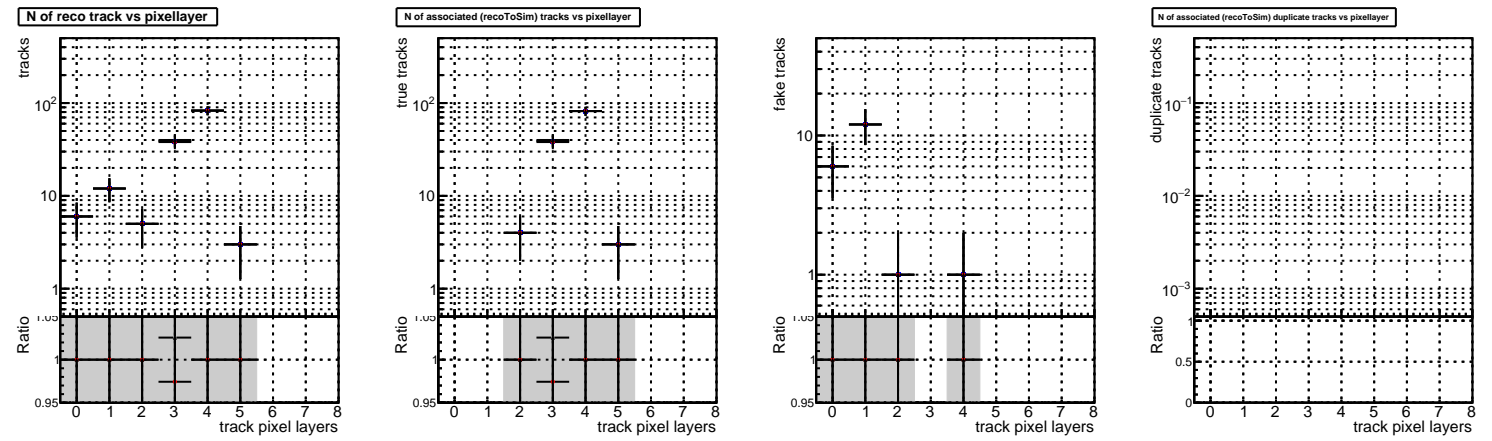 N of reco track vs pixellayer
tracks
10²
10
1
Ratio
1.05
1
0.95
0 1 2 3 4 5 6 7 8
track pixel layers
N of associated (recoToSim) tracks vs pixellayer
true tracks
10²
10
1
Ratio
1.05
1
0.95
0 1 2 3 4 5 6 7 8
track pixel layers
fake tracks
10
1
Ratio
1.05
1
0.95
0 1 2 3 4 5 6 7 8
track pixel layers
N of associated (recoToSim) duplicate tracks vs pixellayer
duplicate tracks
10⁻¹
10⁻²
10⁻³
Ratio
1
0.5
0
0 1 2 3 4 5 6 7 8
track pixel layers